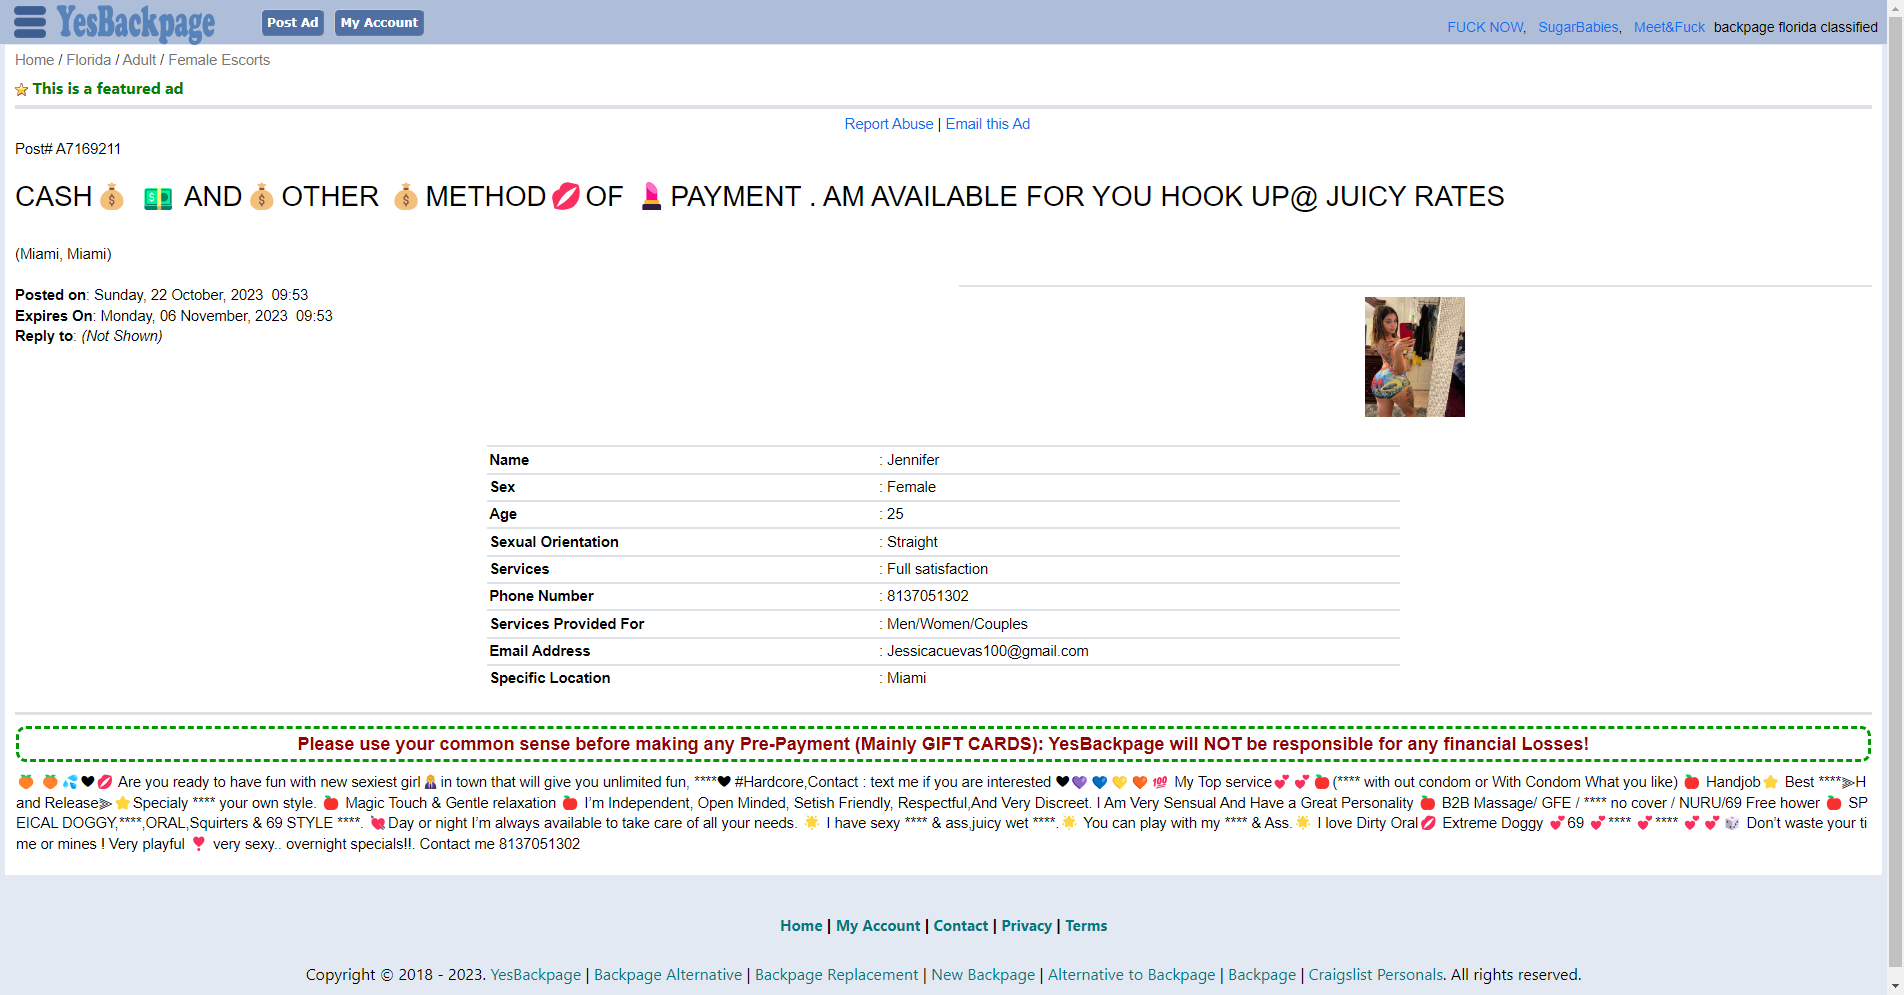 YesBackpage Post Ad My Account FUCK NOW, SugarBabies, Meet&Fuck backpage florida classified
Home / Florida / Adult / Female Escorts
⭐ This is a featured ad
Report Abuse | Email this Ad
Post# A7169211
CASH💰 💵 AND💰OTHER 💰METHOD💋OF 💄PAYMENT . AM AVAILABLE FOR YOU HOOK UP@ JUICY RATES
(Miami, Miami)
Posted on: Sunday, 22 October, 2023 09:53
Expires On: Monday, 06 November, 2023 09:53
Reply to: (Not Shown)
Name : Jennifer
Sex : Female
Age : 25
Sexual Orientation : Straight
Services : Full satisfaction
Phone Number : 8137051302
Services Provided For : Men/Women/Couples
Email Address : Jessicacuevas100@gmail.com
Specific Location : Miami
Please use your common sense before making any Pre-Payment (Mainly GIFT CARDS): YesBackpage will NOT be responsible for any financial Losses!
🍑 🍑💦🖤💋 Are you ready to have fun with new sexiest girl👧in town that will give you unlimited fun, ****🖤 #Hardcore,Contact : text me if you are interested 🖤💜 💙 💛 🧡 💯 My Top service💕 💕 🍎(**** with out condom or With Condom What you like) 🍎 Handjob⭐ Best ****⫸H
and Release⫸ ⭐Specialy **** your own style. 🍎 Magic Touch & Gentle relaxation 🍎 I'm Independent, Open Minded, Setish Friendly, Respectful,And Very Discreet. I Am Very Sensual And Have a Great Personality 🍎 B2B Massage/ GFE / **** no cover / NURU/69 Free hower 🍎 SP
EICAL DOGGY,****,ORAL,Squirters & 69 STYLE ****. 💘Day or night I'm always available to take care of all your needs. 🌟 I have sexy **** & ass,juicy wet ****.🌟 You can play with my **** & Ass.🌟 I love Dirty Oral💋 Extreme Doggy 💕69 💕**** 💕**** 💕 💕 🎲 Don't waste your ti
me or mines ! Very playful ❣️ very sexy.. overnight specials!!. Contact me 8137051302
Home | My Account | Contact | Privacy | Terms
Copyright © 2018 - 2023. YesBackpage | Backpage Alternative | Backpage Replacement | New Backpage | Alternative to Backpage | Backpage | Craigslist Personals. All rights reserved.